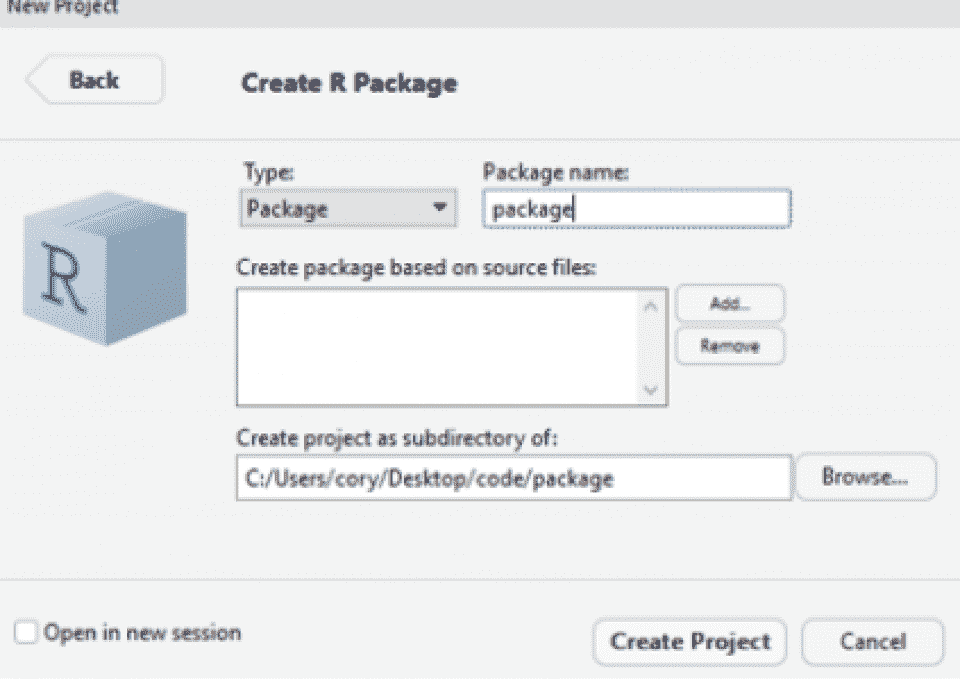 New Project
Back
Create R Package
Type:
Package name:
Package
package
R
Create package based on source files:
Add...
Remove
Create project as subdirectory of:
C:/Users/cory/Desktop/code/package
Browse...
Open in new session
Create Project
Cancel